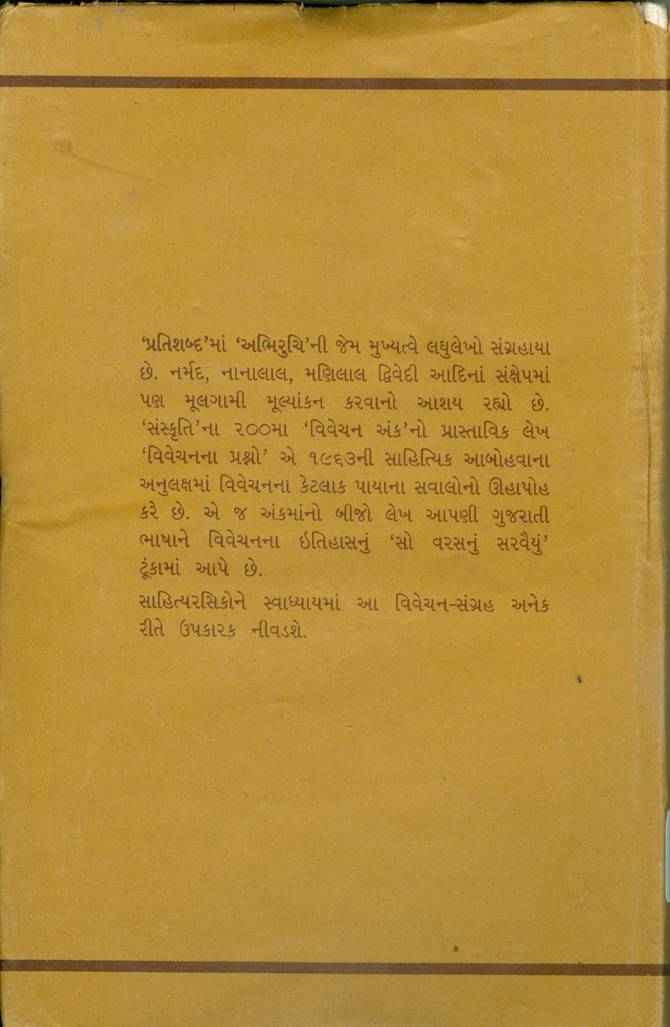 ‘પ્રતિશબ્દ’માં ‘અભિરુચિ’ની જેમ મુખ્યત્વે લઘુલેખો સંગ્રહાયા
છે. નર્મદ, નાનાલાલ, મણિલાલ દ્વિવેદી આદિનાં સંક્ષેપમાં
પણ મૂલગામી મૂલ્યાંકન કરવાનો આશય રહ્યો છે.
‘સંસ્કૃતિ’ના ૨૦૦મા ‘વિવેચન અંક’નો પ્રાસ્તાવિક લેખ
‘વિવેચનના પ્રશ્નો’ એ ૧૯૬૩ની સાહિત્યિક આબોહવાના
અનુલક્ષમાં વિવેચનના કેટલાક પાયાના સવાલોનો ઊહાપોહ
કરે છે. એ જ અંકમાંનો બીજો લેખ આપણી ગુજરાતી
ભાષાને વિવેચનના ઇતિહાસનું ‘સો વરસનું સરવૈયું’
ટૂંકામાં આપે છે.
સાહિત્યરસિકોને સ્વાધ્યાયમાં આ વિવેચન-સંગ્રહ અનેક
રીતે ઉપકારક નીવડશે.